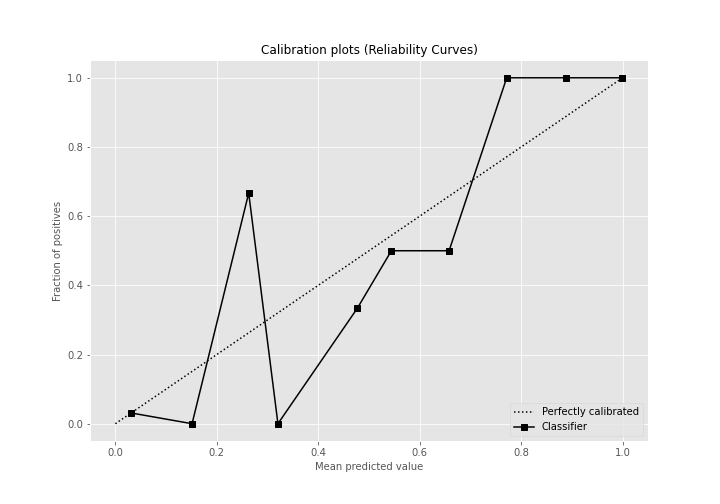 Calibration plots (Reliability Curves)
1.0
0.8
0.6
0.4
0.2
0.0
Fraction of positives
0.0 0.2 0.4 0.6 0.8 1.0
Mean predicted value
Perfectly calibrated
Classifier